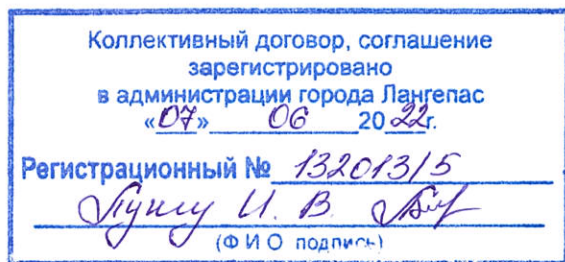 Коллективный договор, соглашение
зарегистрировано
в администрации города Лангепас
«07» 06 2022г.
Регистрационный № 132013/5
И. В.
(Ф И О подпись)